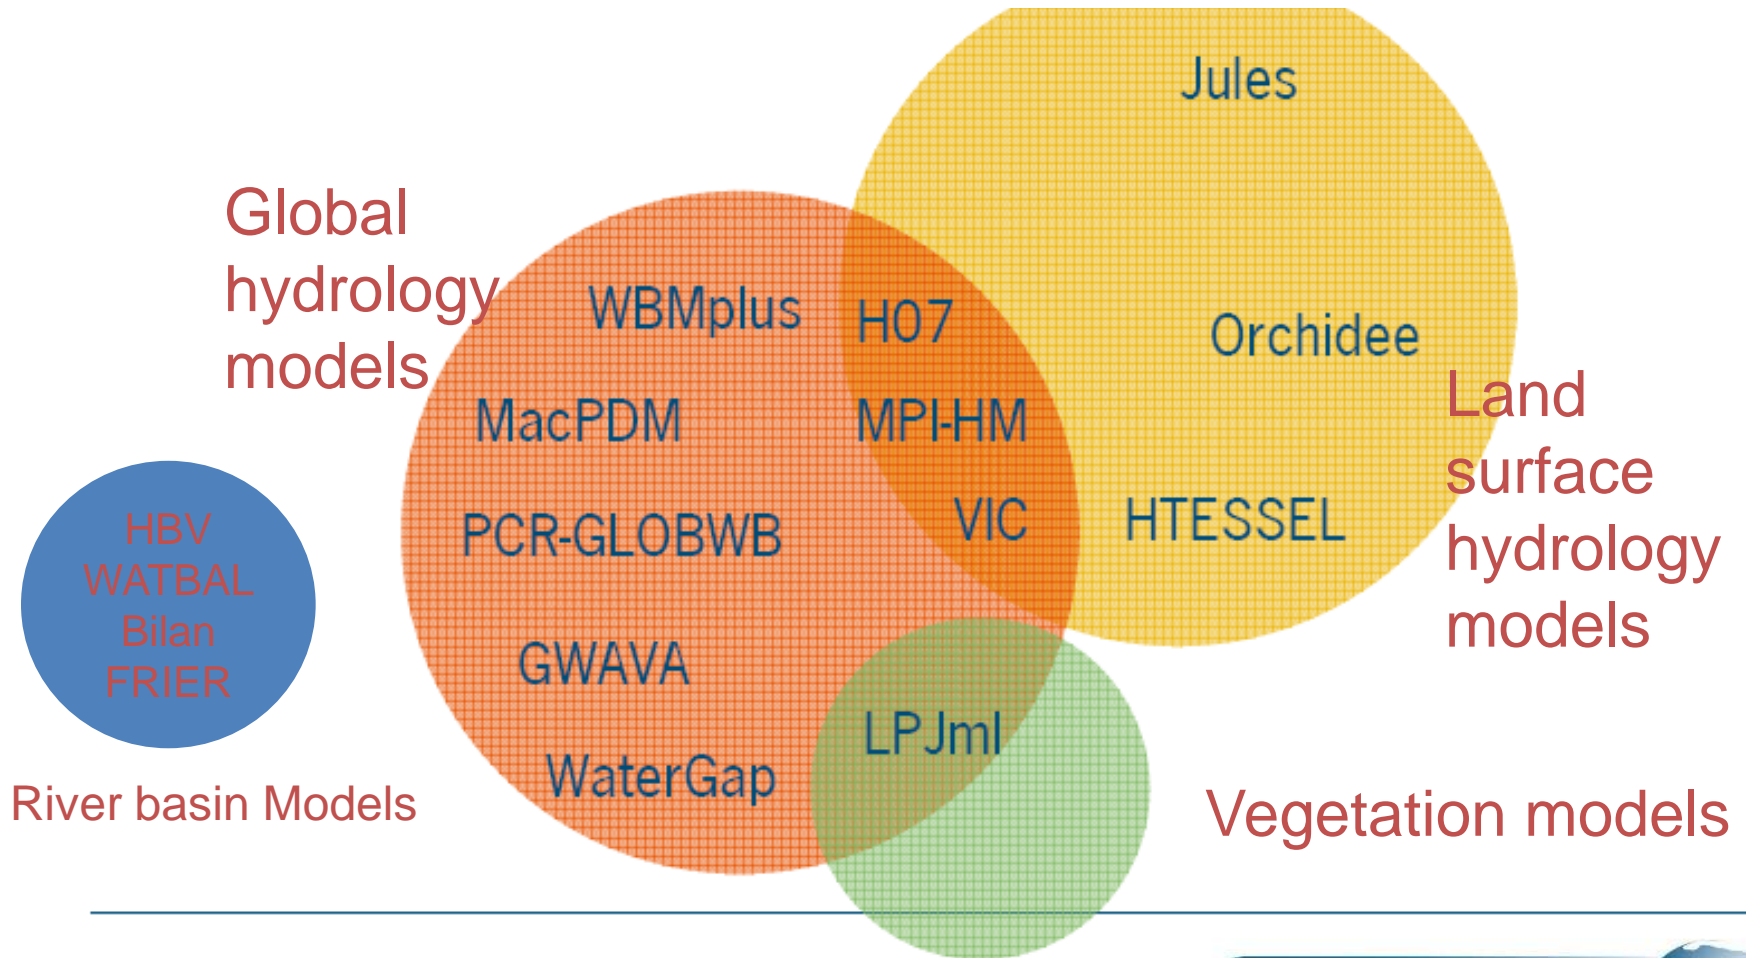 Jules
Global
hydrology
models
WBMplus
H07
Orchidee
MacPDM
MPI-HM
Land
surface
hydrology
models
PCR-GLOBWB
VIC
HTESSEL
HBV
WATBAL
Bilan
FRIER
GWAVA
LPJml
WaterGap
River basin Models
Vegetation models